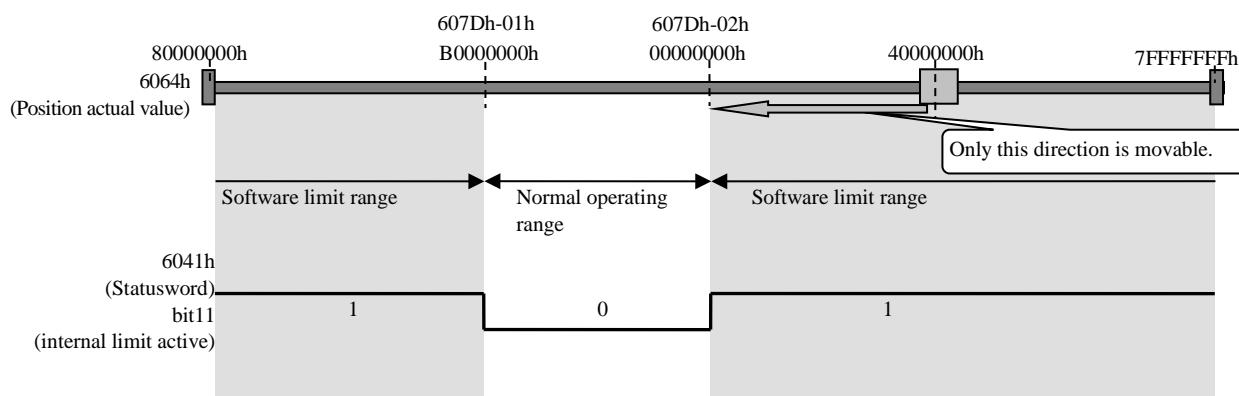 607Dh-01h
607Dh-02h
80000000h
B0000000h
00000000h
40000000h
7FFFFFFFh
6064h
(Position actual value)
Only this direction is movable.
Software limit range
Normal operating
range
Software limit range
6041h
(Statusword)
bit11
(internal limit active)
1
0
1